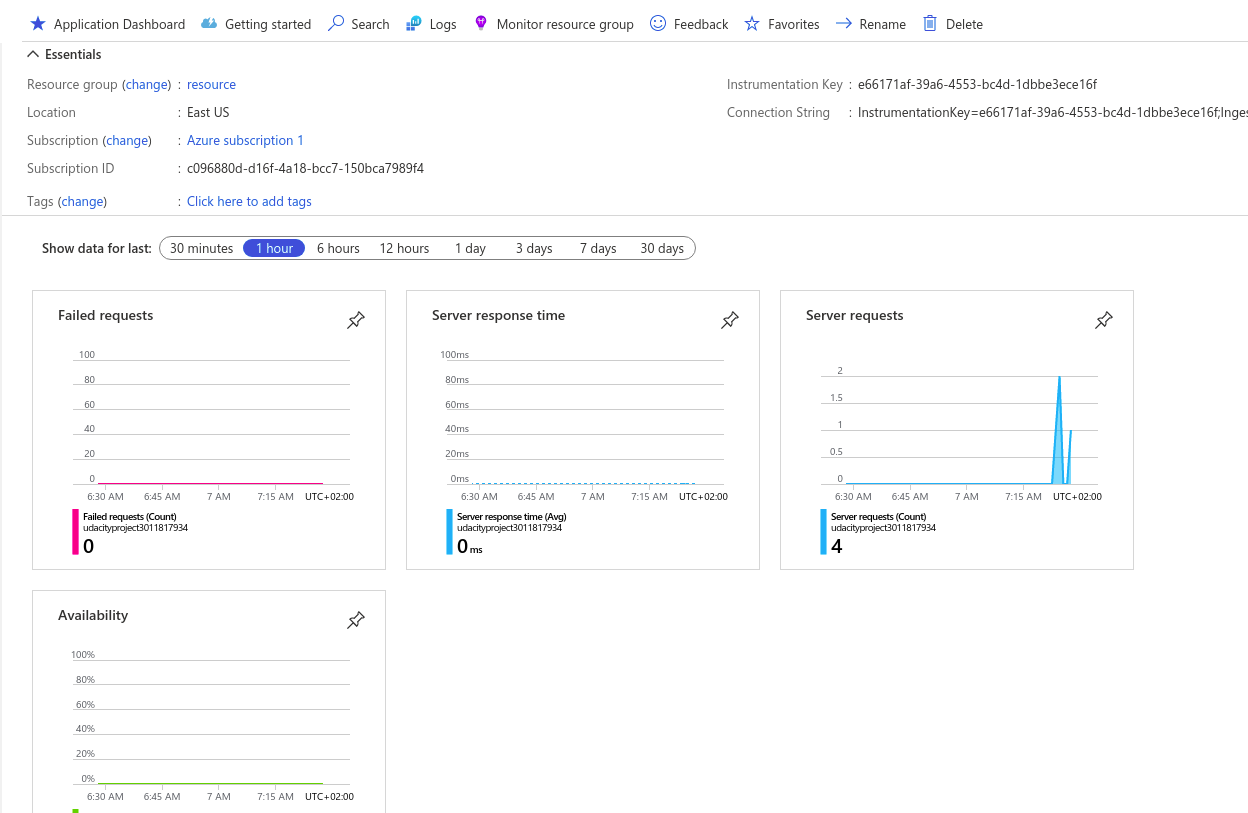 Application Dashboard Getting started Search Logs Monitor resource group Feedback Favorites Rename Delete
Essentials
Resource group (change) : resource
Location : East US
Subscription (change) : Azure subscription 1
Subscription ID : c096880d-d16f-4a18-bcc7-150bca7989f4
Tags (change) : Click here to add tags
Instrumentation Key : e66171af-39a6-4553-bc4d-1dbbe3ece16f
Connection String : InstrumentationKey=e66171af-39a6-4553-bc4d-1dbbe3ece16f;Inges
Show data for last: 30 minutes 1 hour 6 hours 12 hours 1 day 3 days 7 days 30 days
Failed requests
100
80
60
40
20
0
6:30 AM 6:45 AM 7 AM 7:15 AM UTC+02:00
Failed requests (Count)
udacityproject3011817934
0
Server response time
100ms
80ms
60ms
40ms
20ms
0ms
6:30 AM 6:45 AM 7 AM 7:15 AM UTC+02:00
Server response time (Avg)
udacityproject3011817934
0 ms
Server requests
2
1.5
1
0.5
0
6:30 AM 6:45 AM 7 AM 7:15 AM UTC+02:00
Server requests (Count)
udacityproject3011817934
4
Availability
100%
80%
60%
40%
20%
0%
6:30 AM 6:45 AM 7 AM 7:15 AM UTC+02:00